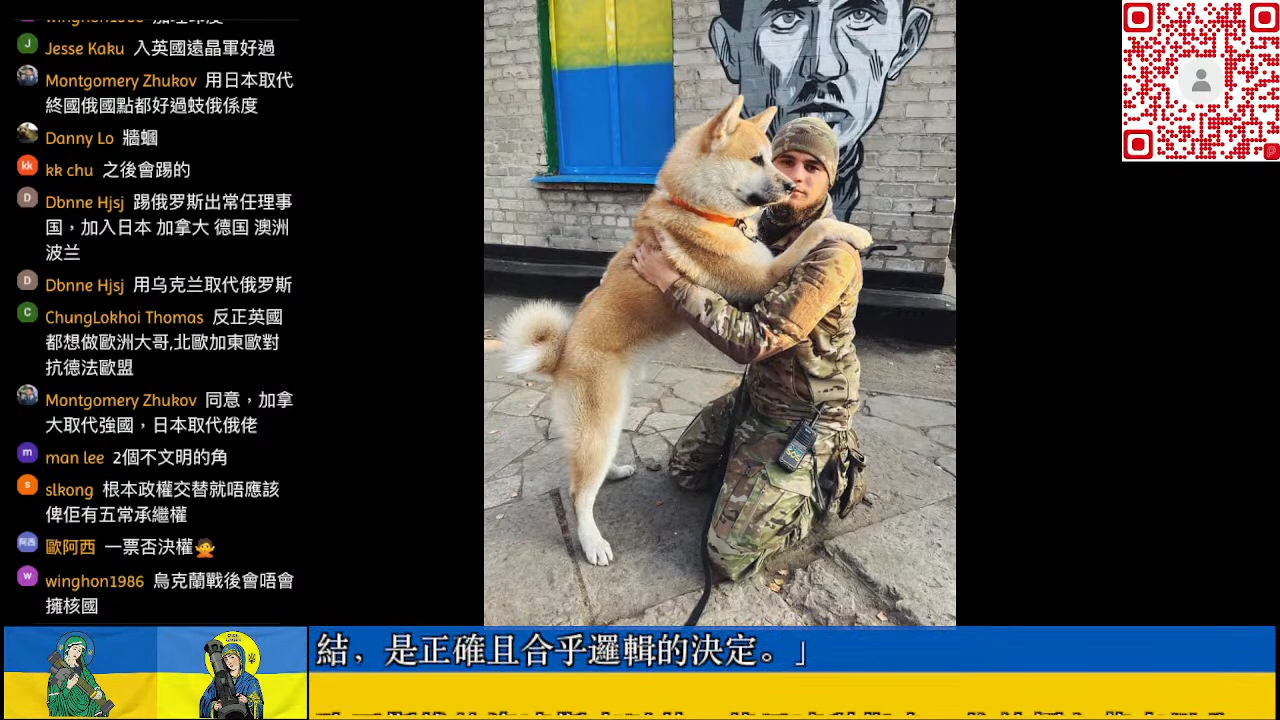 Jesse Kaku 入英國遠晶軍好過
Montgomery Zhukov 用日本取代
終國俄國點都好過蚑俄係度
Danny Lo 牆蟈
kk chu 之後會踢的
Dbnne Hjsj 踢俄罗斯出常任理事
国，加入日本 加拿大 德国 澳洲
波兰
Dbnne Hjsj 用乌克兰取代俄罗斯
ChungLokhoi Thomas 反正英國
都想做歐洲大哥,北歐加東歐對
抗德法歐盟
Montgomery Zhukov 同意，加拿
大取代強國，日本取代俄佬
man lee 2個不文明的角
slkong 根本政權交替就唔應該
俾佢有五常承繼權
歐阿西 一票否決權🙅
winghon1986 烏克蘭戰後會唔會
擁核國
結，是正確且合乎邏輯的決定。」